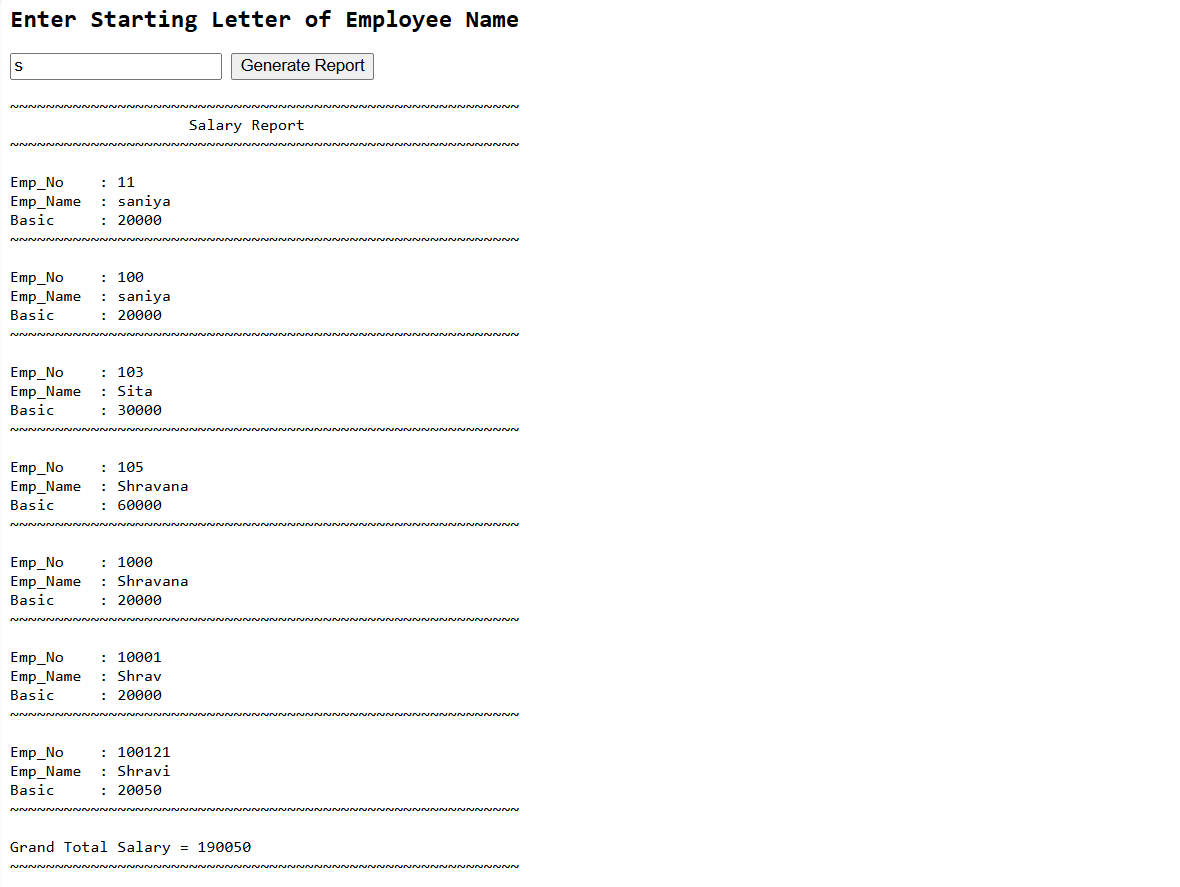 Enter Starting Letter of Employee Name
s Generate Report
~~~~~~~~~~~~~~~~~~~~~~~~~~~~~~~~~~~~~~~~~~~~~~~~~~~~~~~~~
Salary Report
~~~~~~~~~~~~~~~~~~~~~~~~~~~~~~~~~~~~~~~~~~~~~~~~~~~~~~~~~
Emp_No    : 11
Emp_Name  : saniya
Basic     : 20000
~~~~~~~~~~~~~~~~~~~~~~~~~~~~~~~~~~~~~~~~~~~~~~~~~~~~~~~~~
Emp_No    : 100
Emp_Name  : saniya
Basic     : 20000
~~~~~~~~~~~~~~~~~~~~~~~~~~~~~~~~~~~~~~~~~~~~~~~~~~~~~~~~~
Emp_No    : 103
Emp_Name  : Sita
Basic     : 30000
~~~~~~~~~~~~~~~~~~~~~~~~~~~~~~~~~~~~~~~~~~~~~~~~~~~~~~~~~
Emp_No    : 105
Emp_Name  : Shravana
Basic     : 60000
~~~~~~~~~~~~~~~~~~~~~~~~~~~~~~~~~~~~~~~~~~~~~~~~~~~~~~~~~
Emp_No    : 1000
Emp_Name  : Shravana
Basic     : 20000
~~~~~~~~~~~~~~~~~~~~~~~~~~~~~~~~~~~~~~~~~~~~~~~~~~~~~~~~~
Emp_No    : 10001
Emp_Name  : Shrav
Basic     : 20000
~~~~~~~~~~~~~~~~~~~~~~~~~~~~~~~~~~~~~~~~~~~~~~~~~~~~~~~~~
Emp_No    : 100121
Emp_Name  : Shravi
Basic     : 20050
~~~~~~~~~~~~~~~~~~~~~~~~~~~~~~~~~~~~~~~~~~~~~~~~~~~~~~~~~
Grand Total Salary = 190050
~~~~~~~~~~~~~~~~~~~~~~~~~~~~~~~~~~~~~~~~~~~~~~~~~~~~~~~~~